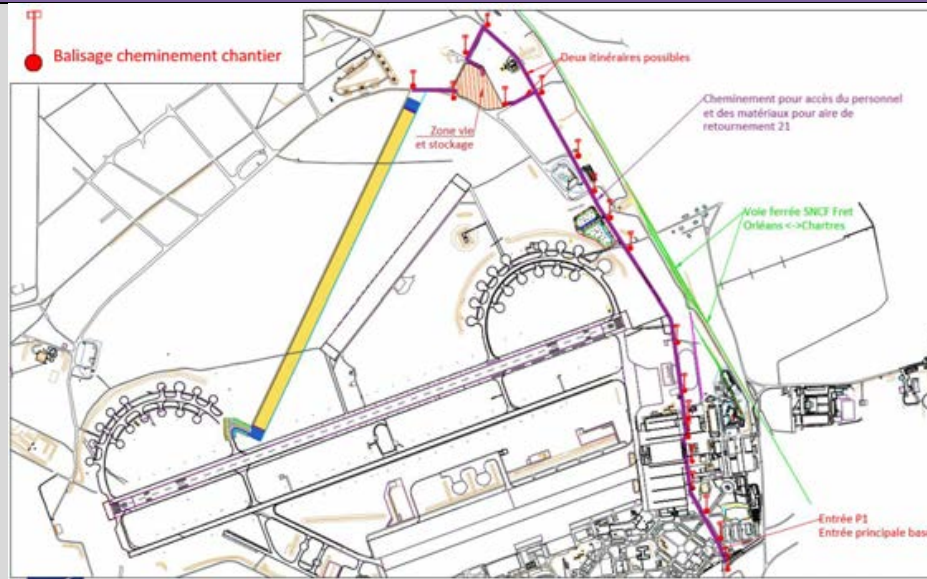 Balisage cheminement chantier
Deux itinéraires possibles
Cheminement pour accès du personnel
et des matériaux pour aire de
retournement 21
Zone vie
et stockage
Voie ferrée SNCF Fret
Orléans <->Chartres
Entrée P1
Entrée principale base